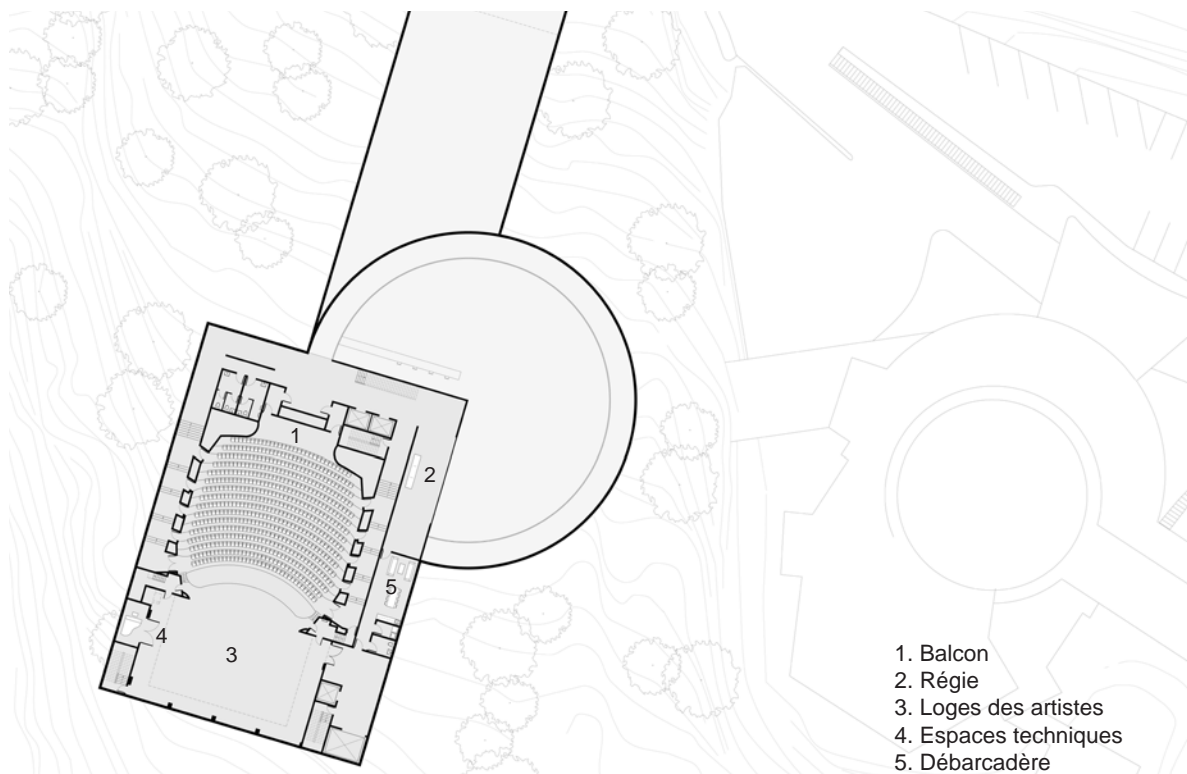 1
2
5
4
3
1. Balcon
2. Régie
3. Loges des artistes
4. Espaces techniques
5. Débarcadère